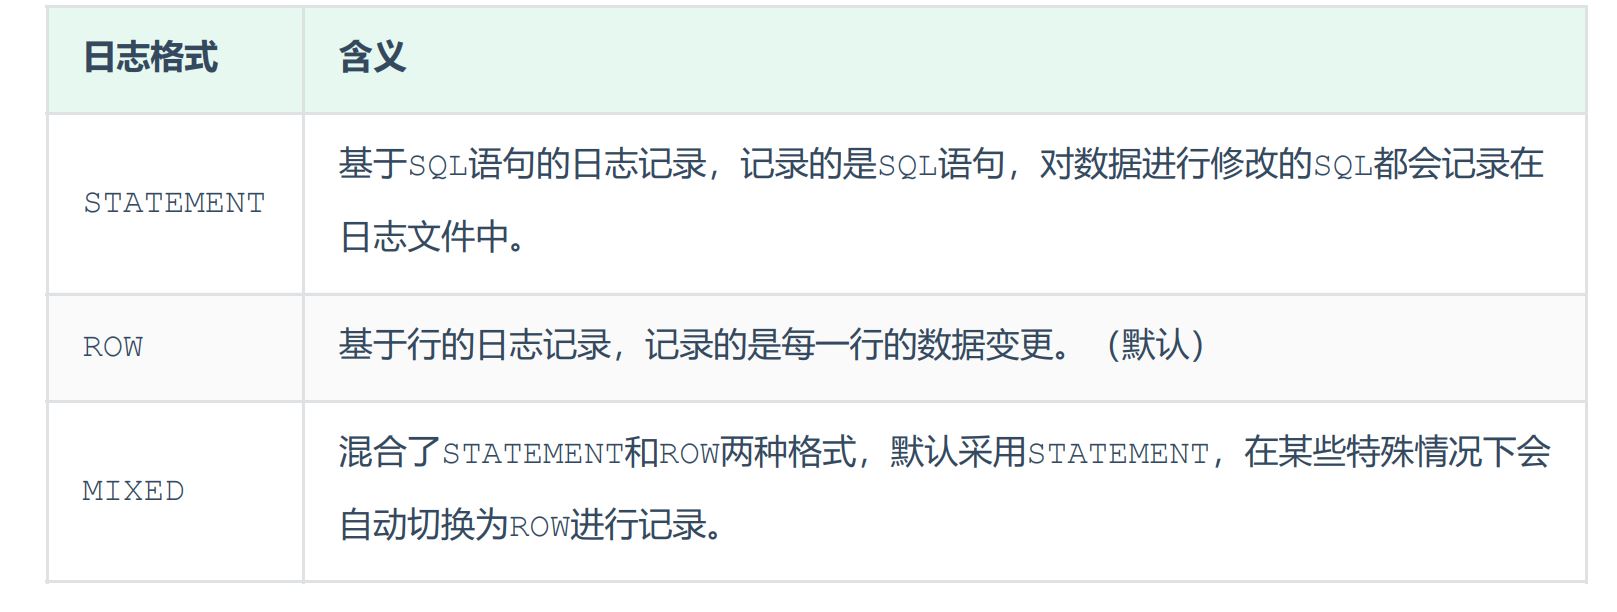 日志格式 含义
STATEMENT 基于SQL语句的日志记录，记录的是SQL语句，对数据进行修改的SQL都会记录在
日志文件中。
ROW 基于行的日志记录，记录的是每一行的数据变更。（默认）
MIXED 混合了STATEMENT和ROW两种格式，默认采用STATEMENT，在某些特殊情况下会
自动切换为ROW进行记录。